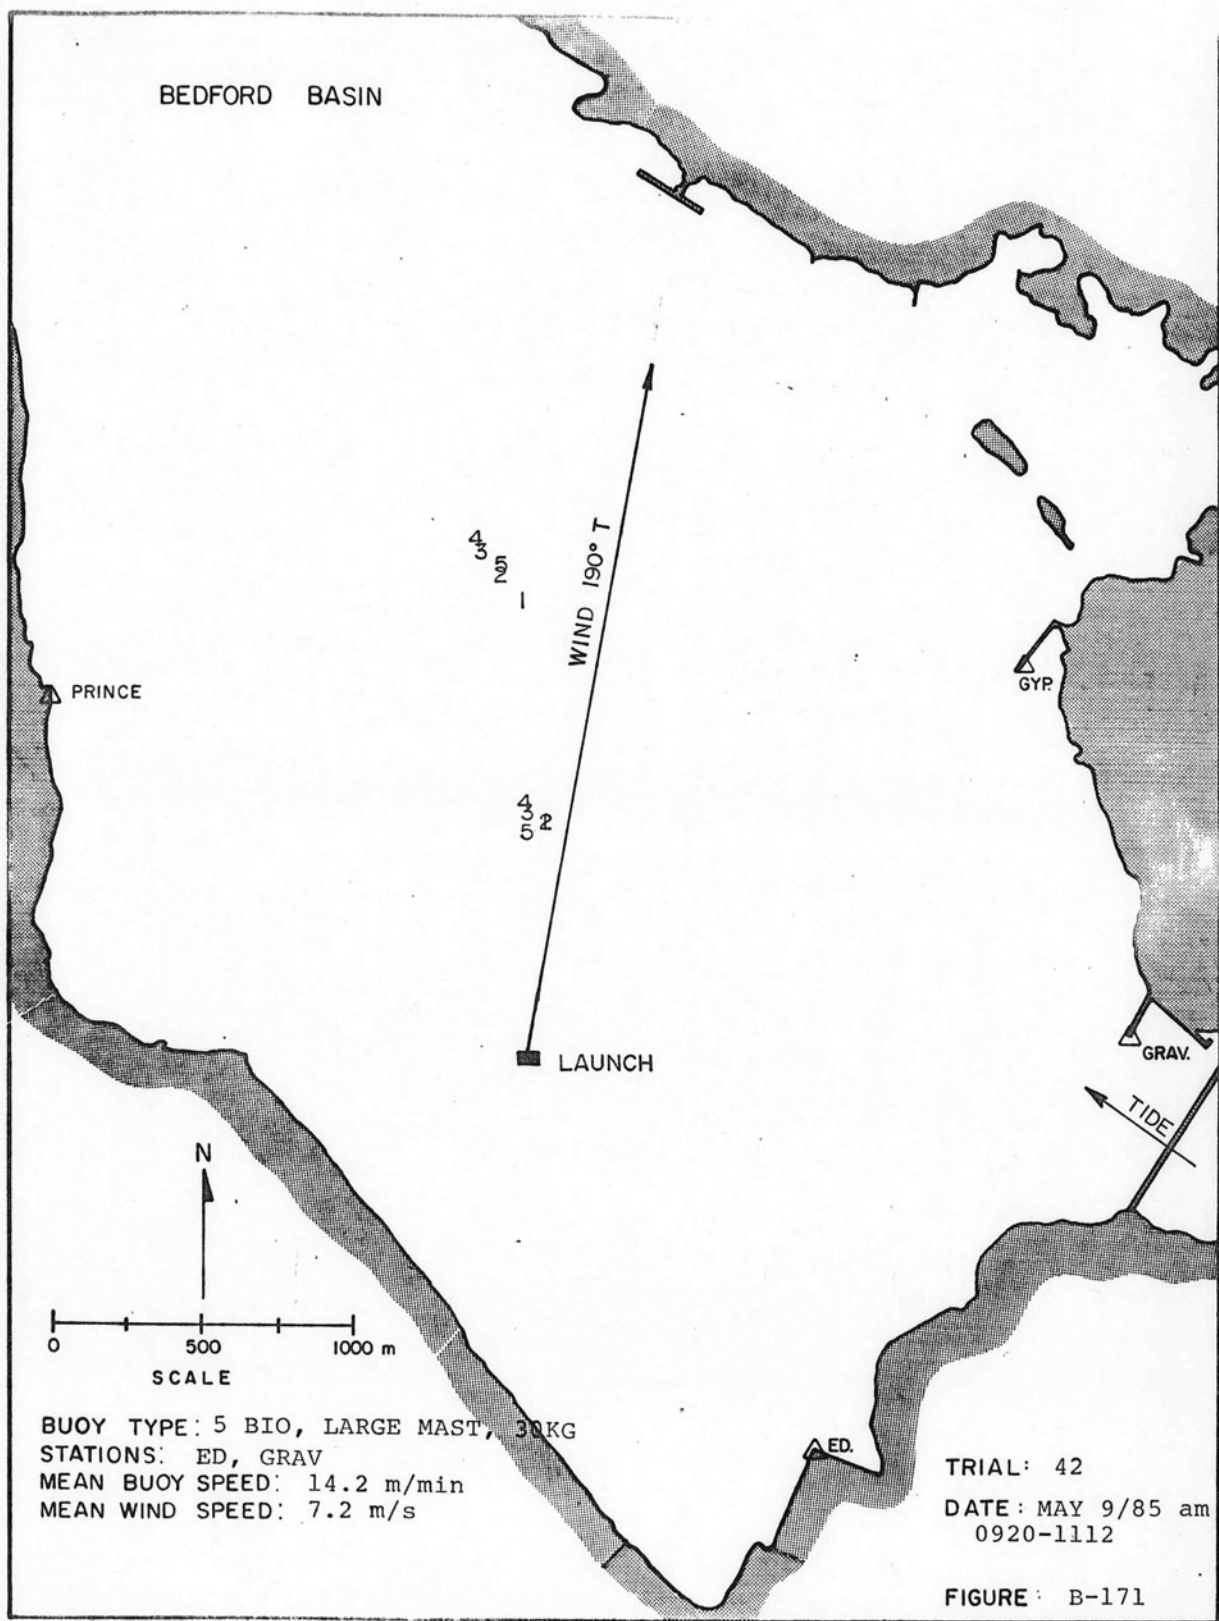 BEDFORD BASIN
4
3
5
2
1
WIND 190° T
PRINCE
GYP.
4
3 2
5
LAUNCH
GRAV.
TIDE
N
0 500 1000 m
SCALE
BUOY TYPE: 5 BIO, LARGE MAST, 30KG
STATIONS: ED, GRAV
MEAN BUOY SPEED: 14.2 m/min
MEAN WIND SPEED: 7.2 m/s
ED.
TRIAL: 42
DATE: MAY 9/85 am
0920-1112
FIGURE: B-171